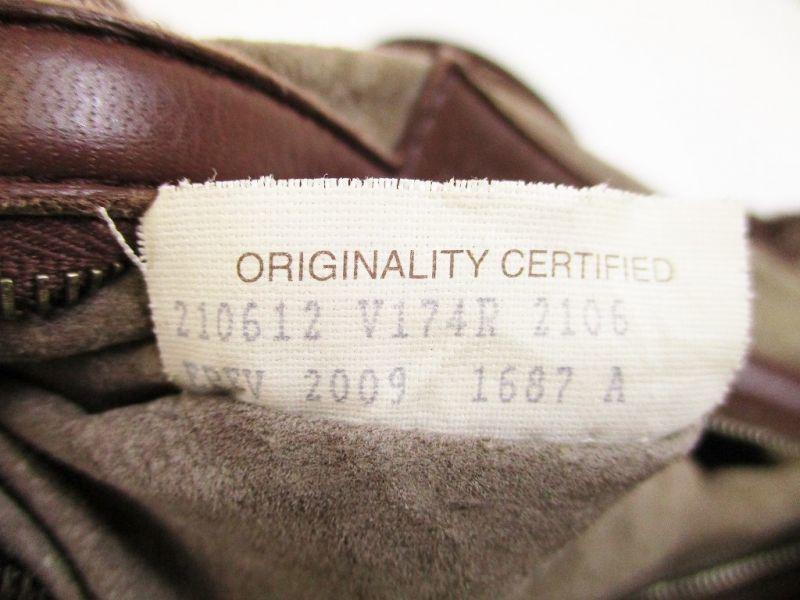 ORIGINALITY CERTIFIED
210612 V174R 2106
2009 1687 A